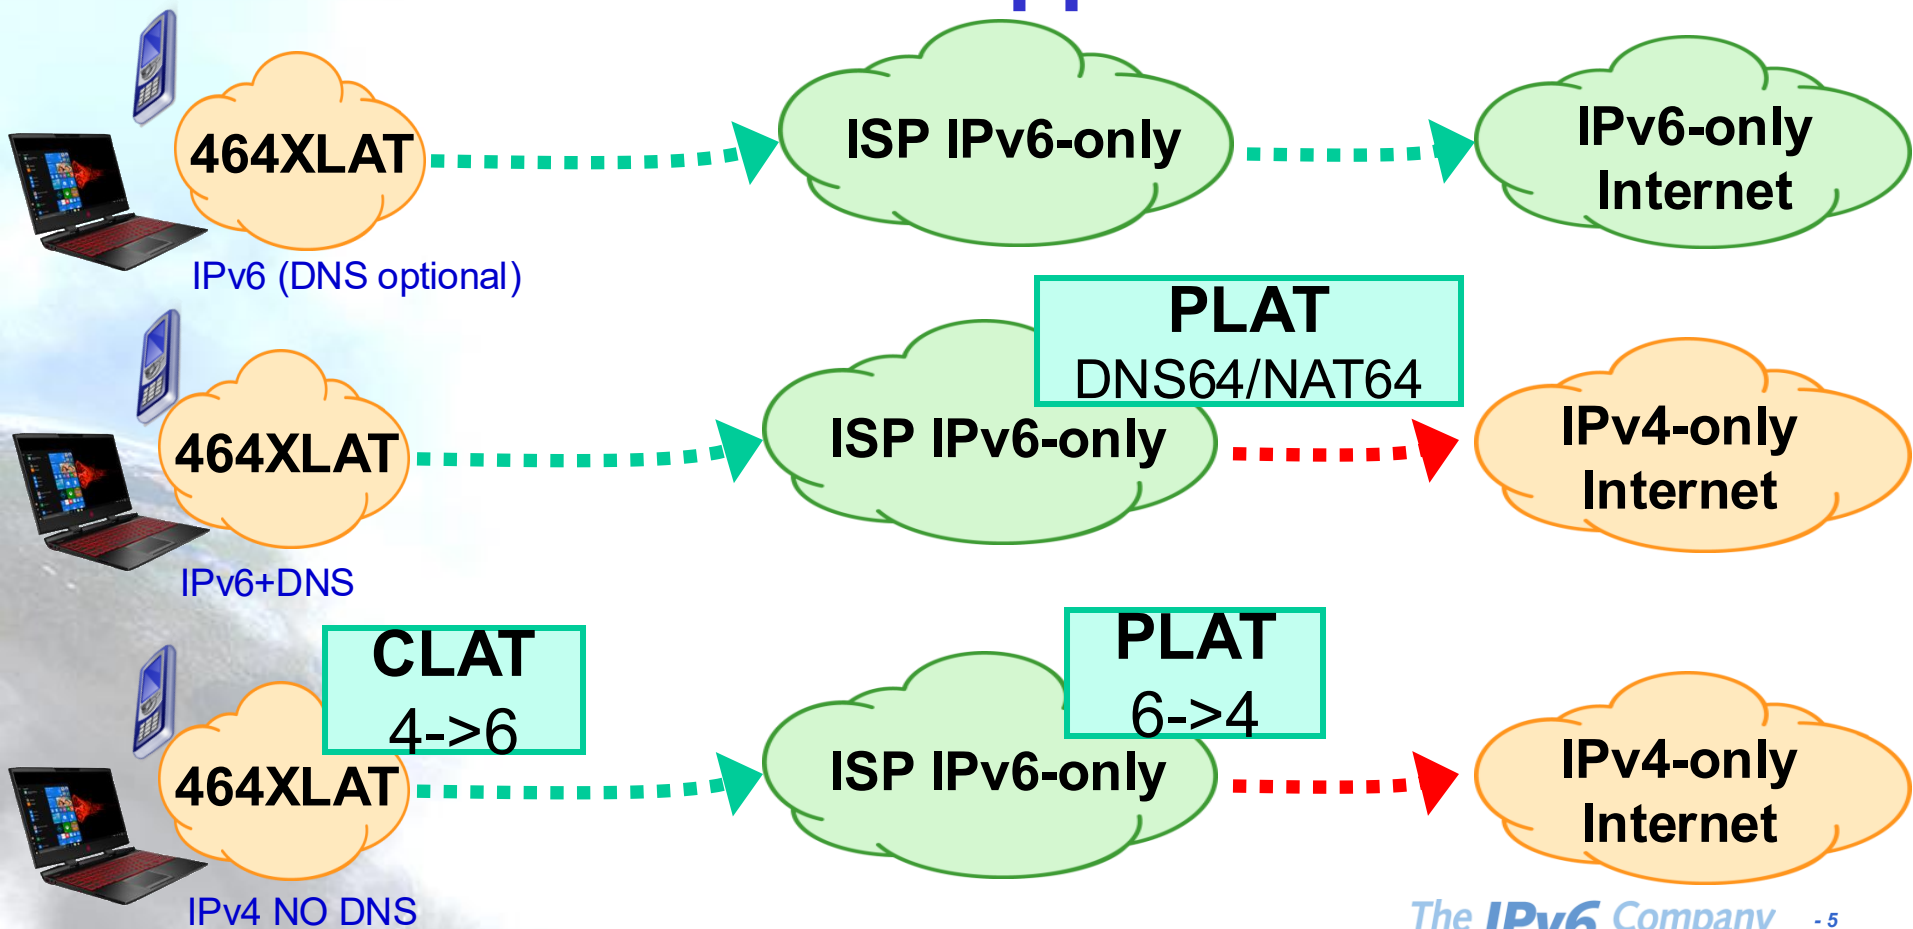 464XLAT
ISP IPv6-only
IPv6-only
Internet
IPv6 (DNS optional)
PLAT
DNS64/NAT64
464XLAT
ISP IPv6-only
IPv4-only
Internet
IPv6+DNS
CLAT
4->6
PLAT
6->4
464XLAT
ISP IPv6-only
IPv4-only
Internet
IPv4 NO DNS
The IPv6 Company - 5